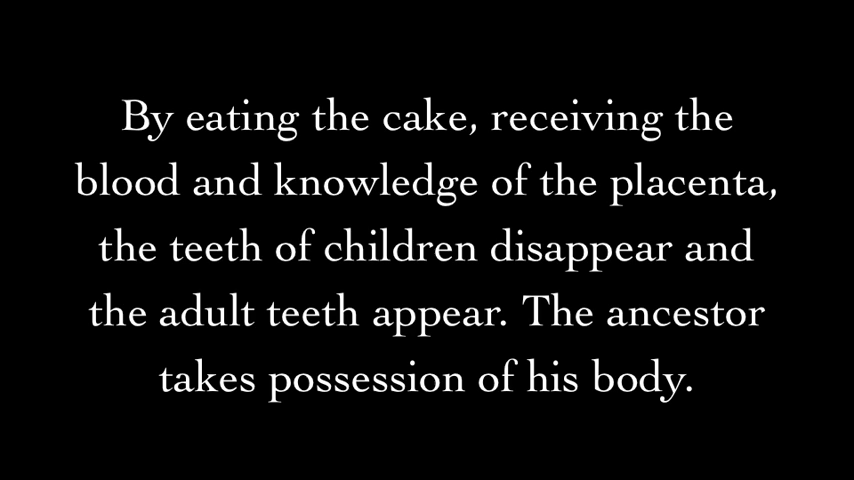 By eating the cake, receiving the
blood and knowledge of the placenta,
the teeth of children disappear and
the adult teeth appear. The ancestor
takes possession of his body.